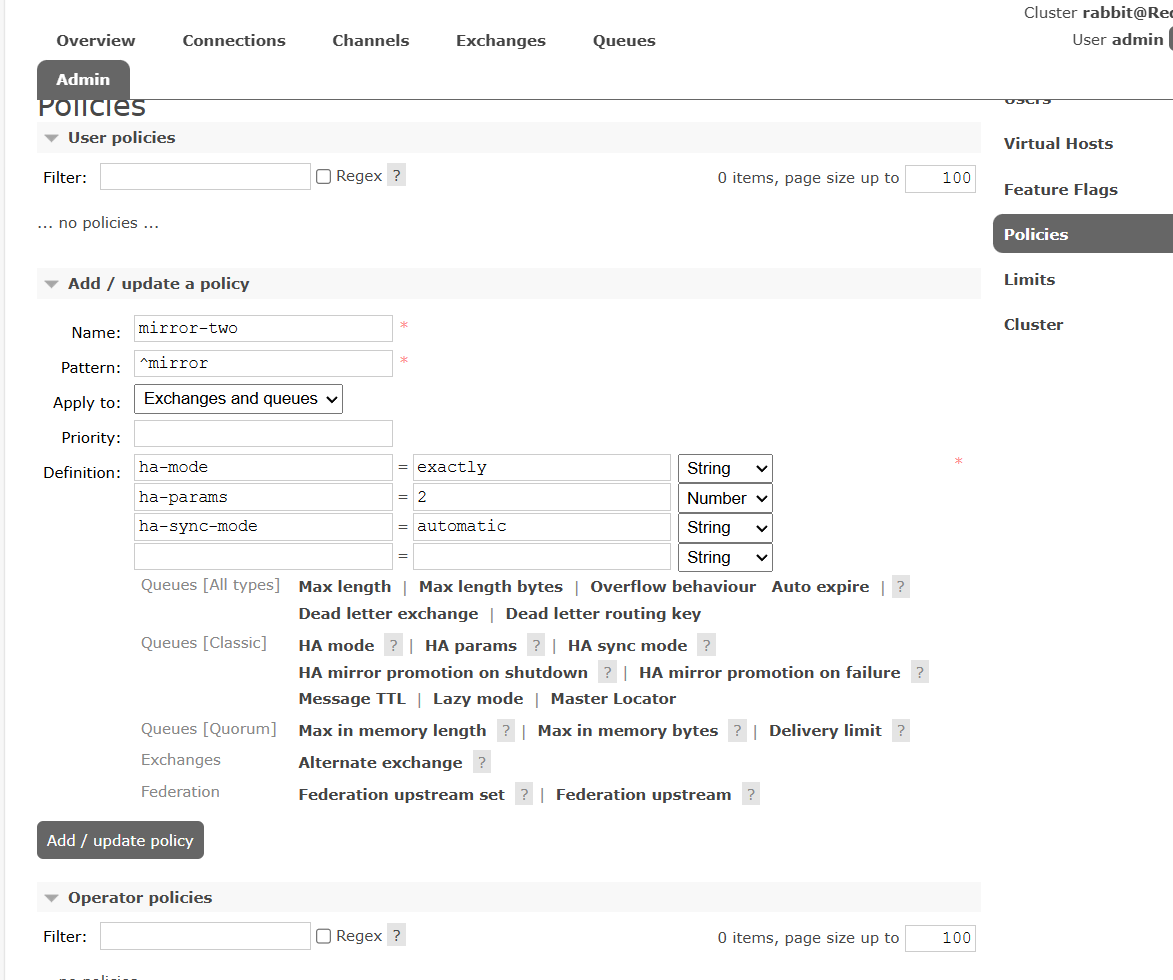 Cluster rabbit@Red
Overview Connections Channels Exchanges Queues
User admin
Admin
Policies
Users
User policies
Virtual Hosts
Filter: Regex ? 0 items, page size up to 100
Feature Flags
... no policies ...
Policies
Add / update a policy
Limits
Name: mirror-two *
Cluster
Pattern: ^mirror *
Apply to: Exchanges and queues
Priority:
Definition: ha-mode = exactly String *
ha-params = 2 Number
ha-sync-mode = automatic String
= String
Queues [All types] Max length | Max length bytes | Overflow behaviour Auto expire | ?
Dead letter exchange | Dead letter routing key
Queues [Classic] HA mode ? | HA params ? | HA sync mode ?
HA mirror promotion on shutdown ? | HA mirror promotion on failure ?
Message TTL | Lazy mode | Master Locator
Queues [Quorum] Max in memory length ? | Max in memory bytes ? | Delivery limit ?
Exchanges Alternate exchange ?
Federation Federation upstream set ? | Federation upstream ?
Add / update policy
Operator policies
Filter: Regex ? 0 items, page size up to 100
... no policies ...